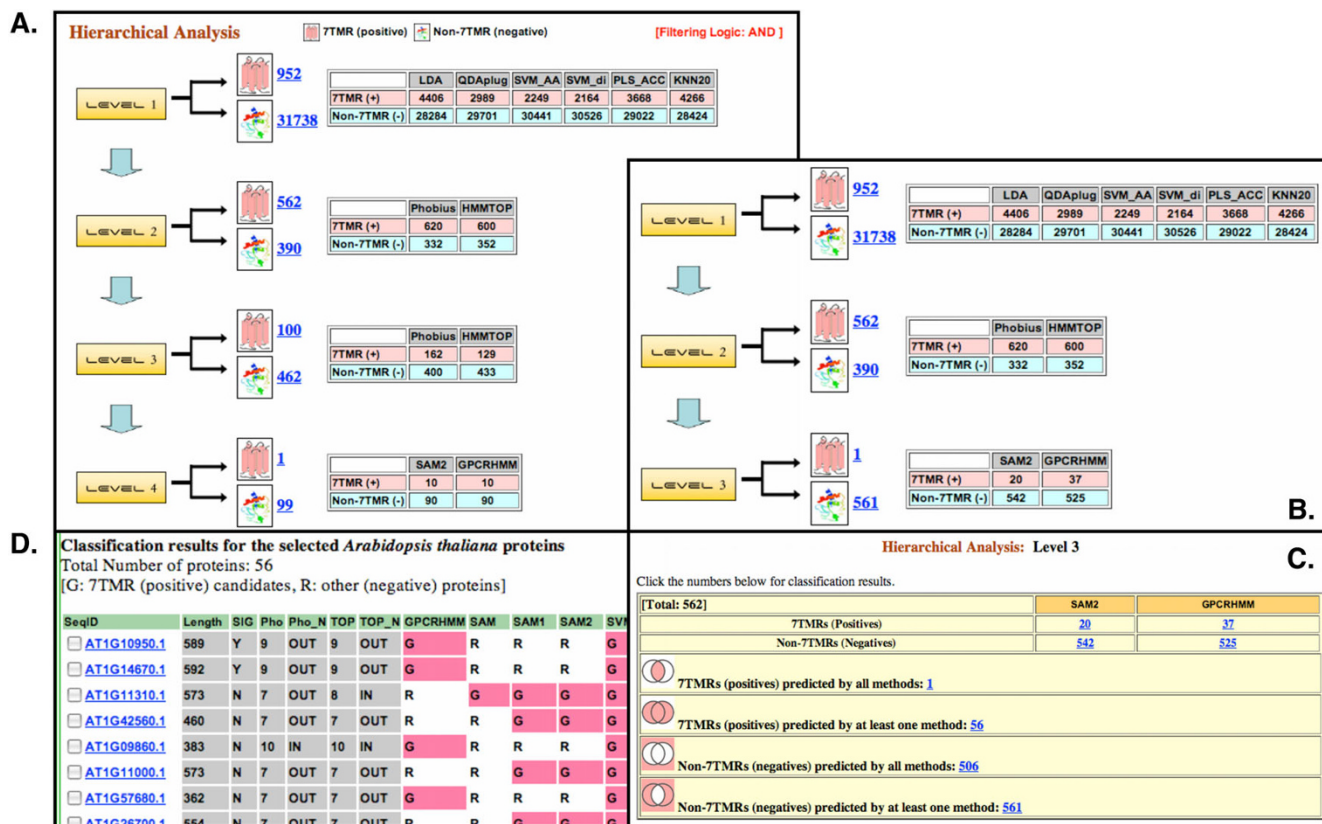 A.
Hierarchical Analysis
7TMR (positive) Non-7TMR (negative)
[Filtering Logic: AND ]
LEVEL 1
952
31738
LDA QDAplug SVM_AA SVM_di PLS_ACC KNN20
7TMR (+) 4406 2989 2249 2164 3668 4266
Non-7TMR (-) 28284 29701 30441 30526 29022 28424
LEVEL 2
562
390
Phobius HMMTOP
7TMR (+) 620 600
Non-7TMR (-) 332 352
LEVEL 3
100
462
Phobius HMMTOP
7TMR (+) 162 129
Non-7TMR (-) 400 433
LEVEL 4
1
99
SAM2 GPCRHMM
7TMR (+) 10 10
Non-7TMR (-) 90 90
LEVEL 1
952
31738
LDA QDAplug SVM_AA SVM_di PLS_ACC KNN20
7TMR (+) 4406 2989 2249 2164 3668 4266
Non-7TMR (-) 28284 29701 30441 30526 29022 28424
LEVEL 2
562
390
Phobius HMMTOP
7TMR (+) 620 600
Non-7TMR (-) 332 352
LEVEL 3
1
561
SAM2 GPCRHMM
7TMR (+) 20 37
Non-7TMR (-) 542 525
B.
D.
Classification results for the selected Arabidopsis thaliana proteins
Total Number of proteins: 56
[G: 7TMR (positive) candidates, R: other (negative) proteins]
SeqID Length SIG Pho Pho_N TOP TOP_N GPCRHMM SAM SAM1 SAM2 SVM
AT1G10950.1 589 Y 9 OUT 9 OUT G R R R G
AT1G14670.1 592 Y 9 OUT 9 OUT G R R R G
AT1G11310.1 573 N 7 OUT 8 IN R G G G G
AT1G42560.1 460 N 7 OUT 7 OUT R R G G G
AT1G09860.1 383 N 10 IN 10 IN G R R R G
AT1G11000.1 573 N 7 OUT 7 OUT R R G G G
AT1G57680.1 362 N 7 OUT 7 OUT G R R R G
AT1G26700.1 554 N 7 OUT 7 OUT R R G G G
Hierarchical Analysis: Level 3
C.
Click the numbers below for classification results.
[Total: 562] SAM2 GPCRHMM
7TMRs (Positives) 20 37
Non-7TMRs (Negatives) 542 525
7TMRs (positives) predicted by all methods: 1
7TMRs (positives) predicted by at least one method: 56
Non-7TMRs (negatives) predicted by all methods: 506
Non-7TMRs (negatives) predicted by at least one method: 561